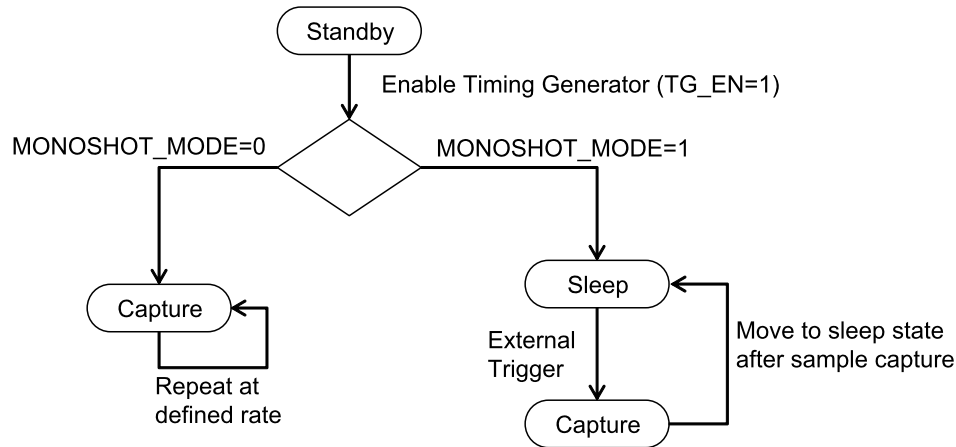 Standby
Enable Timing Generator (TG_EN=1)
MONOSHOT_MODE=0
MONOSHOT_MODE=1
Capture
Repeat at
defined rate
Sleep
External
Trigger
Move to sleep state
after sample capture
Capture